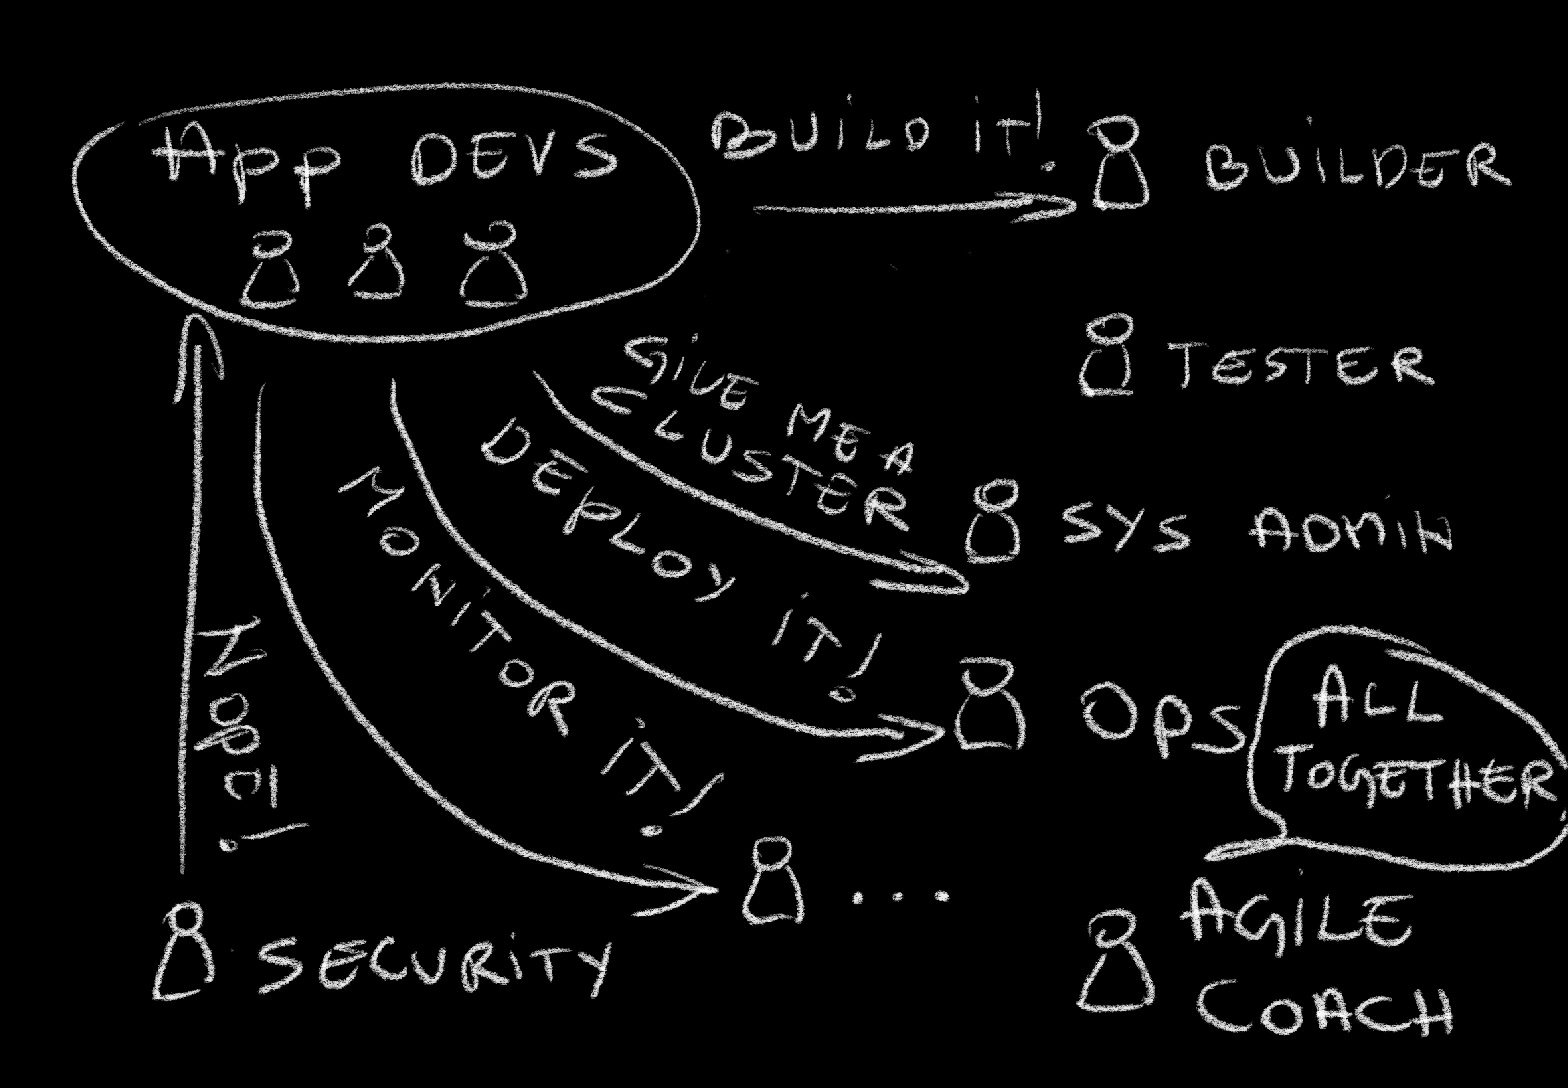 App DEVS
BUiLD iT!
BUiLDER
TESTER
GiVE ME A
CLUSTER
SYS ADMiN
DEPLOY iT!
OPS
MONiTOR iT!
...
NOPE!
SECURiTY
ALL
TOGETHER
AGiLE
COACH